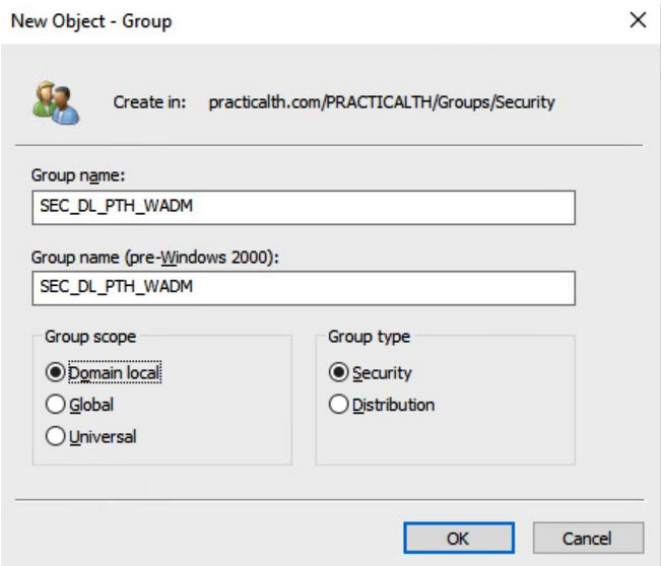 New Object - Group
Create in: practicalth.com/PRACTICALTH/Groups/Security
Group name:
SEC_DL_PTH_WADM
Group name (pre-Windows 2000):
SEC_DL_PTH_WADM
Group scope
Domain local
Global
Universal
Group type
Security
Distribution
OK
Cancel